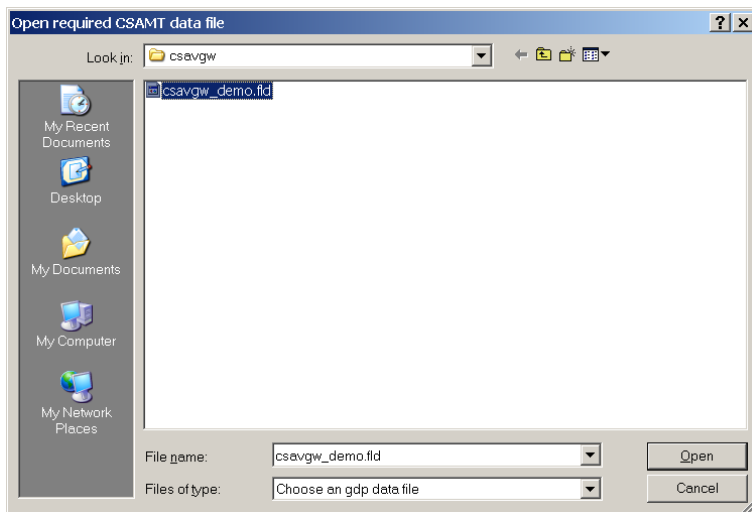 Open required CSAMT data file
Look in:
csavgw
csavgw_demo.fld
My Recent
Documents
Desktop
My Documents
My Computer
My Network
Places
File name:
csavgw_demo.fld
Open
Files of type:
Choose an gdp data file
Cancel